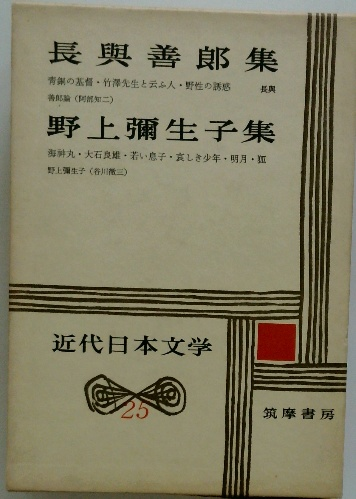 長與善郎集
青銅の基督・竹澤先生と云ふ人・野性の誘惑 長與
善郎論（阿部知二）
野上彌生子集
海神丸・大石良雄・若い息子・哀しき少年・明月・狐
野上彌生子（谷川徹三）
近代日本文学
25
筑摩書房